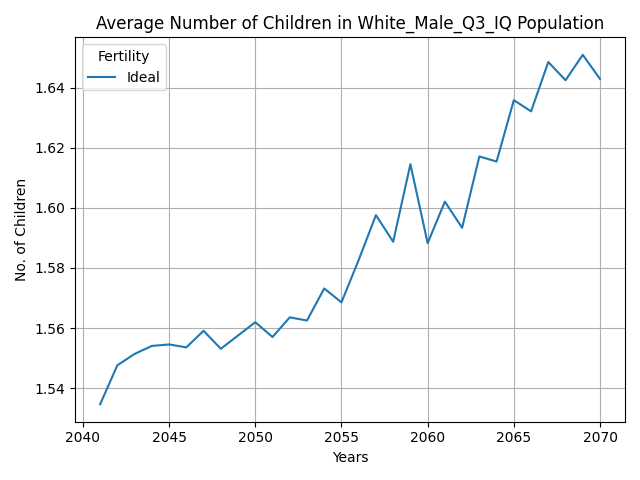 Average Number of Children in White_Male_Q3_IQ Population
Fertility
Ideal
No. of Children
1.64
1.62
1.60
1.58
1.56
1.54
2040 2045 2050 2055 2060 2065 2070
Years